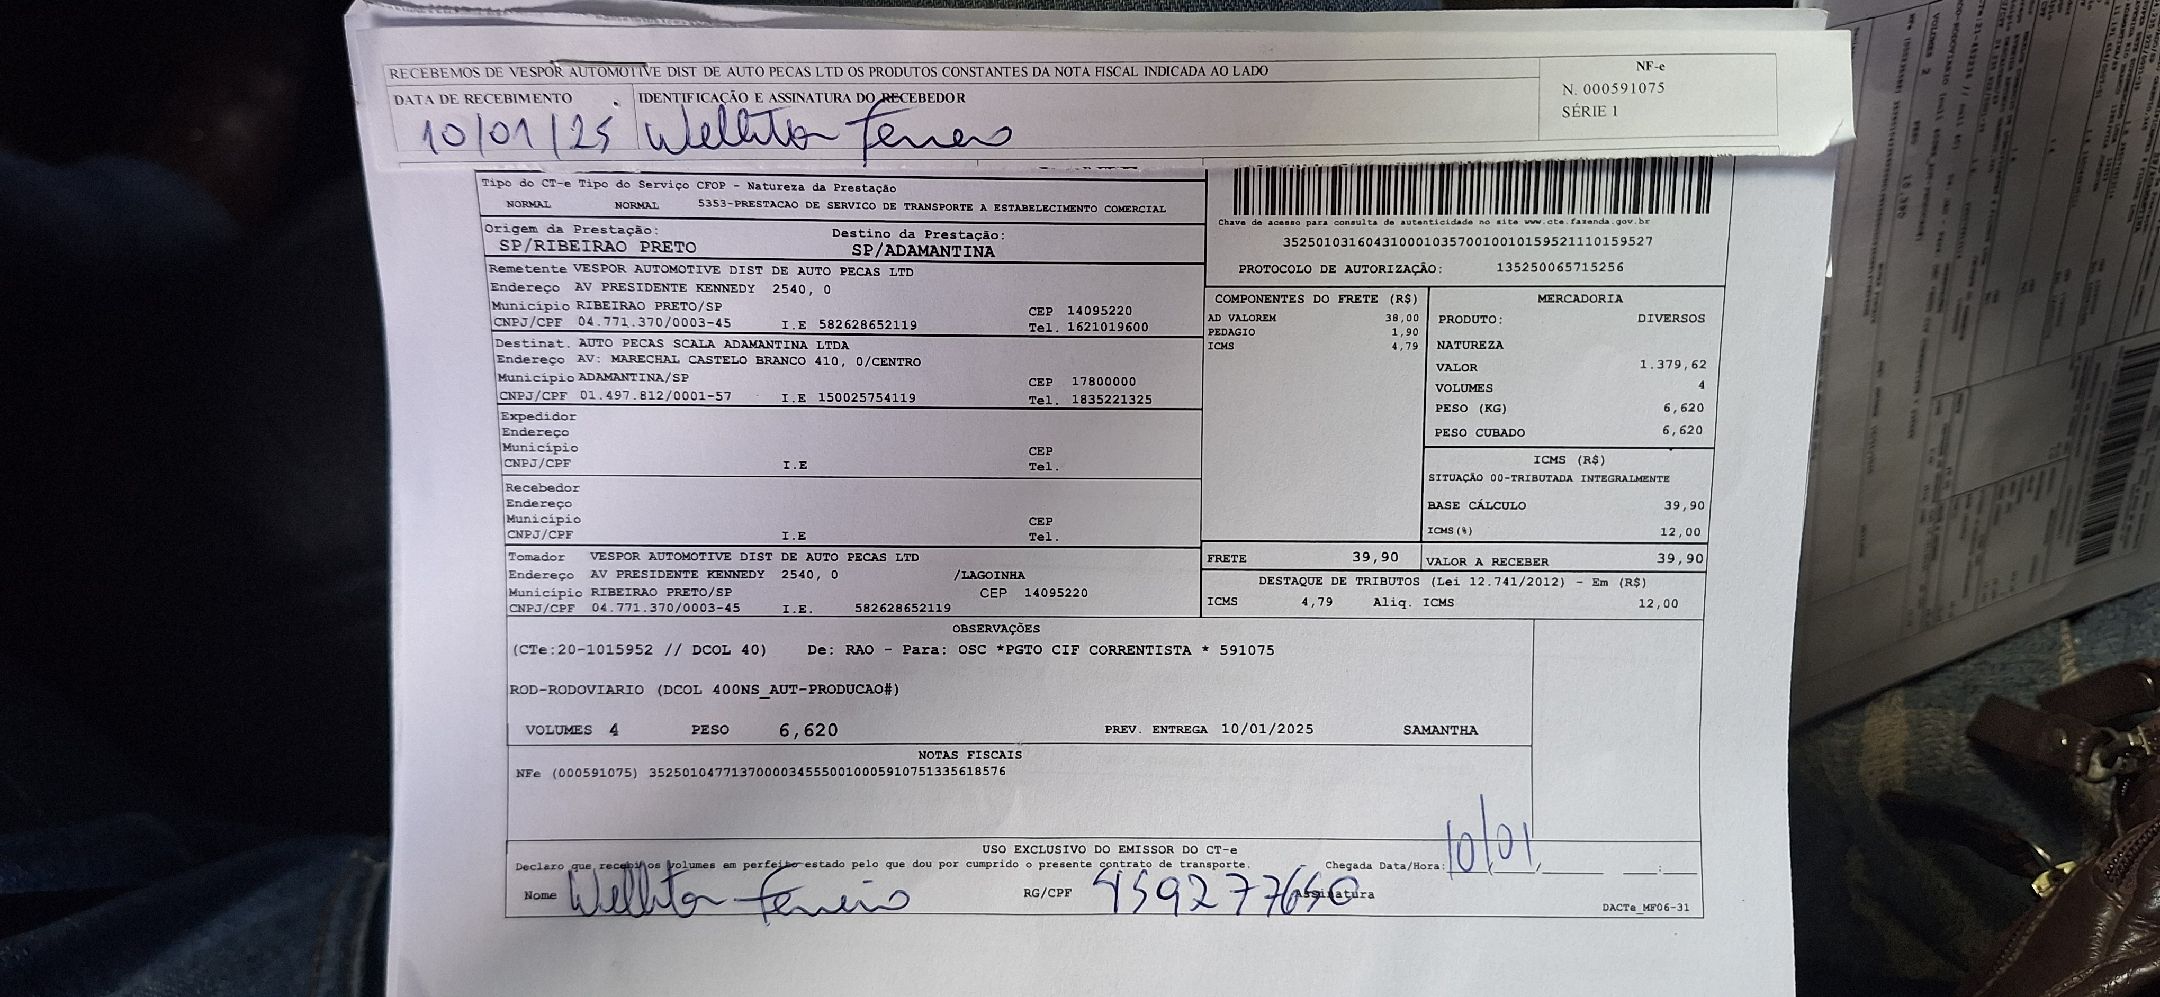 RECEBEMOS DE VESPOR AUTOMOTIVE DIST DE AUTO PECAS LTD OS PRODUTOS CONSTANTES DA NOTA FISCAL INDICADA AO LADO
NF-e
N. 000591075
SÉRIE 1
DATA DE RECEBIMENTO
IDENTIFICAÇÃO E ASSINATURA DO RECEBEDOR
10/01/25 Wellita Ferreira
Tipo do CT-e Tipo do Serviço CFOP - Natureza da Prestação
NORMAL NORMAL 5353-PRESTACAO DE SERVICO DE TRANSPORTE A ESTABELECIMENTO COMERCIAL
Origem da Prestação: Destino da Prestação:
SP/RIBEIRAO PRETO SP/ADAMANTINA
Chave de acesso para consulta de autenticidade no site www.cte.fazenda.gov.br
35250103160431000103570010010159521110159527
PROTOCOLO DE AUTORIZAÇÃO: 135250065715256
Remetente VESPOR AUTOMOTIVE DIST DE AUTO PECAS LTD
Endereço AV PRESIDENTE KENNEDY 2540, 0
Município RIBEIRAO PRETO/SP CEP 14095220
CNPJ/CPF 04.771.370/0003-45 I.E 582628652119 Tel. 1621019600
Destinat. AUTO PECAS SCALA ADAMANTINA LTDA
Endereço AV: MARECHAL CASTELO BRANCO 410, 0/CENTRO
Município ADAMANTINA/SP CEP 17800000
CNPJ/CPF 01.497.812/0001-57 I.E 150025754119 Tel. 1835221325
Expedidor
Endereço
Município CEP
CNPJ/CPF I.E Tel.
Recebedor
Endereço
Município CEP
CNPJ/CPF I.E Tel.
Tomador VESPOR AUTOMOTIVE DIST DE AUTO PECAS LTD
Endereço AV PRESIDENTE KENNEDY 2540, 0 /LAGOINHA
Município RIBEIRAO PRETO/SP CEP 14095220
CNPJ/CPF 04.771.370/0003-45 I.E. 582628652119
COMPONENTES DO FRETE (R$)
AD VALOREM 38,00
PEDAGIO 1,90
ICMS 4,79
MERCADORIA
PRODUTO: DIVERSOS
NATUREZA
VALOR 1.379,62
VOLUMES 4
PESO (KG) 6,620
PESO CUBADO 6,620
ICMS (R$)
SITUAÇÃO 00-TRIBUTADA INTEGRALMENTE
BASE CÁLCULO 39,90
ICMS(%) 12,00
FRETE 39,90 VALOR A RECEBER 39,90
DESTAQUE DE TRIBUTOS (Lei 12.741/2012) - Em (R$)
ICMS 4,79 Aliq. ICMS 12,00
OBSERVAÇÕES
(CTe:20-1015952 // DCOL 40) De: RAO - Para: OSC *PGTO CIF CORRENTISTA * 591075
ROD-RODOVIARIO (DCOL 400NS_AUT-PRODUCAO#)
VOLUMES 4 PESO 6,620 PREV. ENTREGA 10/01/2025 SAMANTHA
NOTAS FISCAIS
NFe (000591075) 35250104771370000345550010005910751335618576
USO EXCLUSIVO DO EMISSOR DO CT-e
Declaro que recebi os volumes em perfeito estado pelo que dou por cumprido o presente contrato de transporte. Chegada Data/Hora: 10/01
Nome RG/CPF 459277650 Assinatura
DACTe_MF06-31